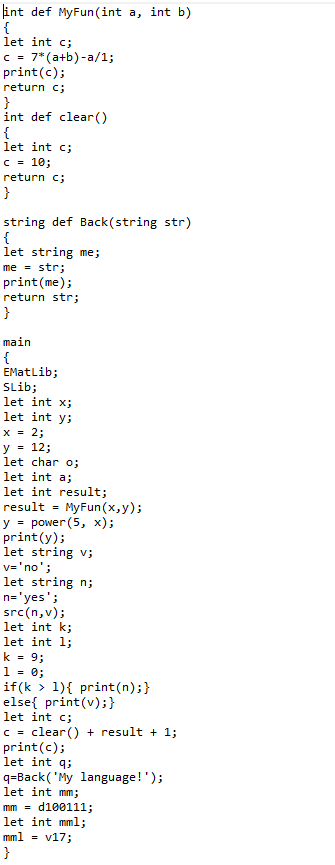 int def MyFun(int a, int b)
{
let int c;
c = 7*(a+b)-a/1;
print(c);
return c;
}
int def clear()
{
let int c;
c = 10;
return c;
}

string def Back(string str)
{
let string me;
me = str;
print(me);
return str;
}

main
{
EMatLib;
SLib;
let int x;
let int y;
x = 2;
y = 12;
let char o;
let int a;
let int result;
result = MyFun(x,y);
y = power(5, x);
print(y);
let string v;
v='no';
let string n;
n='yes';
src(n,v);
let int k;
let int l;
k = 9;
l = 0;
if(k > l){ print(n);}
else{ print(v);}
let int c;
c = clear() + result + 1;
print(c);
let int q;
q=Back('My language!');
let int mm;
mm = d100111;
let int mml;
mml = v17;
}